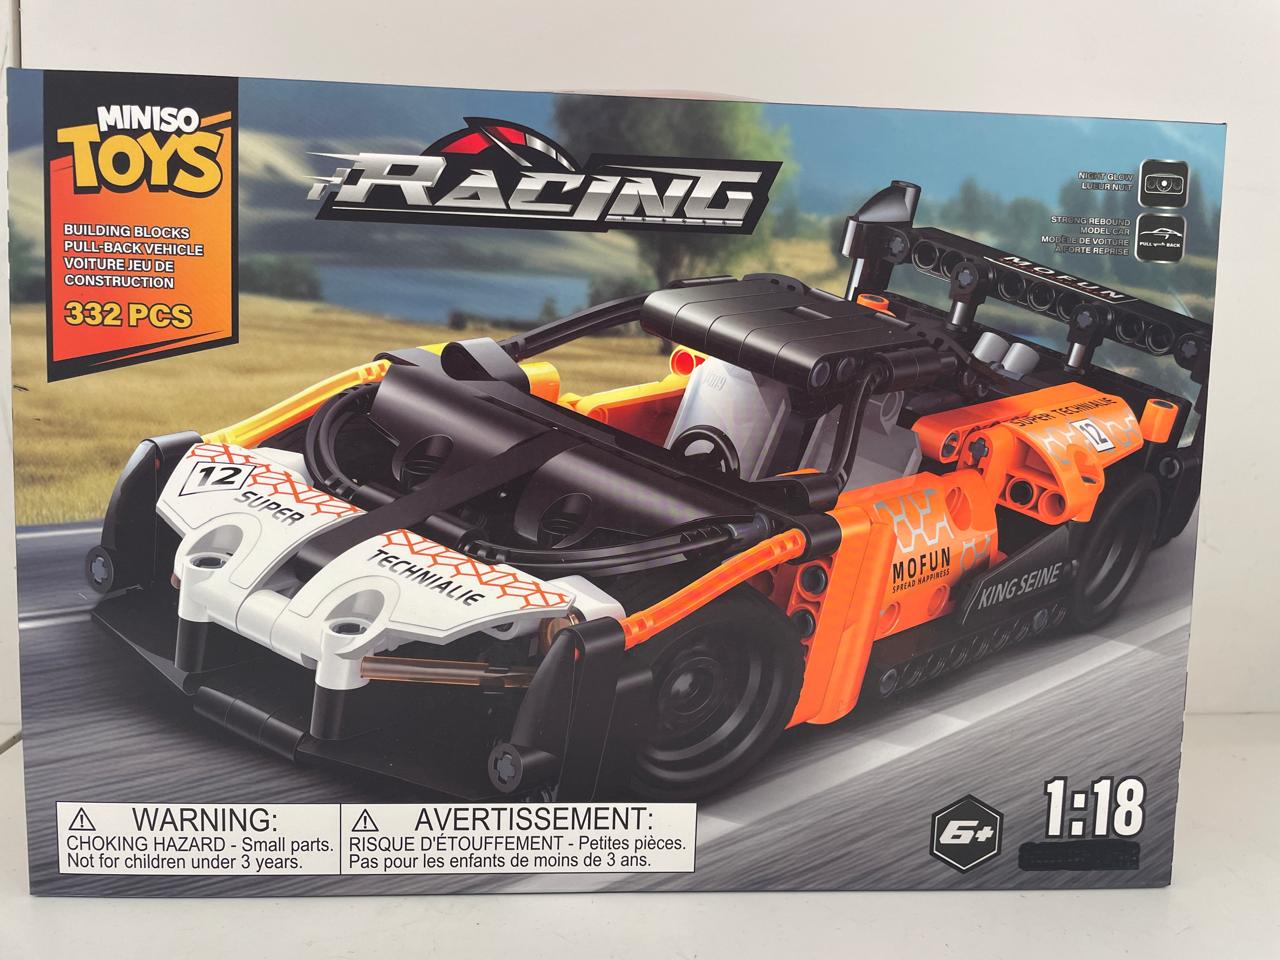 MINISO
TOYS
BUILDING BLOCKS
PULL-BACK VEHICLE
VOITURE JEU DE
CONSTRUCTION
332 PCS
RACING
NIGHT GLOW
LUEUR NUIT
STRONG REBOUND
MODEL CAR
MODÈLE DE VOITURE
À FORTE REPRISE
PULL BACK
MOFUN
SUPER TECHNIALIE
12
12
SUPER
TECHNIALIE
MOFUN
SPREAD HAPPINESS
KING SEINE
WARNING:
CHOKING HAZARD - Small parts.
Not for children under 3 years.
AVERTISSEMENT:
RISQUE D'ÉTOUFFEMENT - Petites pièces.
Pas pour les enfants de moins de 3 ans.
6+
1:18